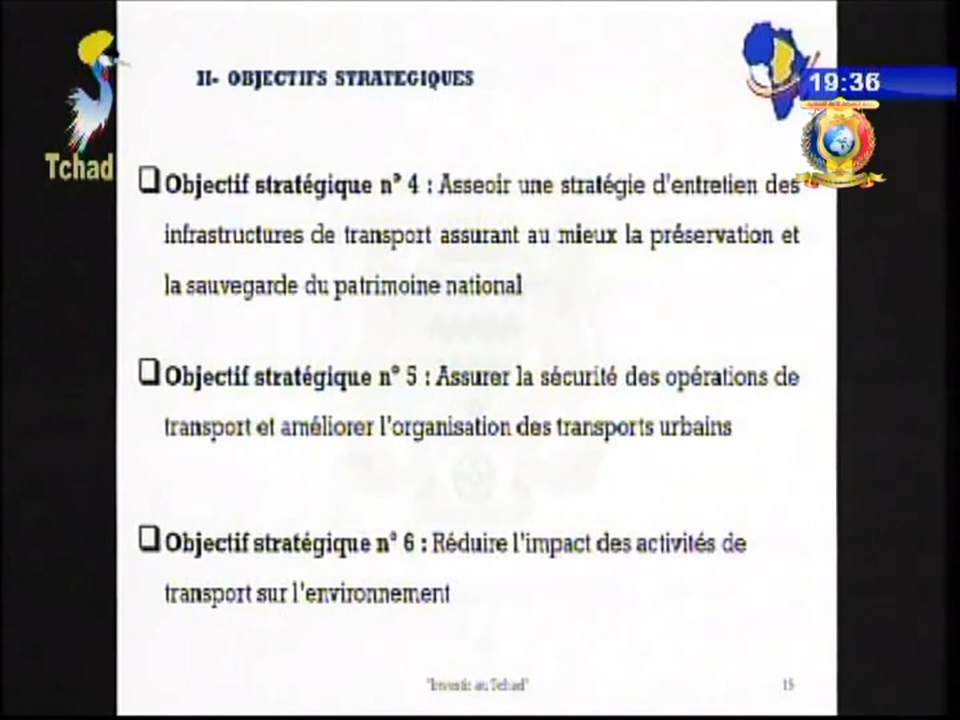 Tchad
II- OBJECTIFS STRATEGIQUES
19:36
Objectif stratégique n° 4 : Asseoir une stratégie d'entretien des
infrastructures de transport assurant au mieux la préservation et
la sauvegarde du patrimoine national
Objectif stratégique n° 5 : Assurer la sécurité des opérations de
transport et améliorer l'organisation des transports urbains
Objectif stratégique n° 6 : Réduire l'impact des activités de
transport sur l'environnement
"Investir au Tchad"
15